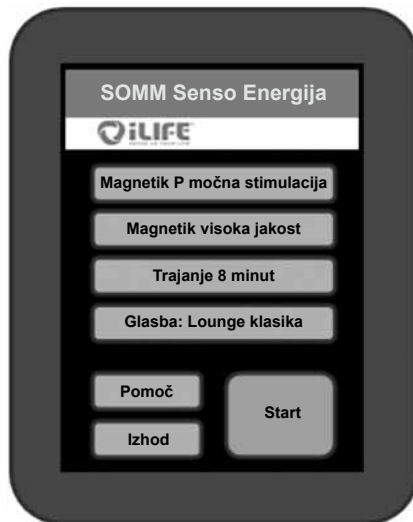 SOMM Senso Energija
iLIFE
Magnetik P močna stimulacija
Magnetik visoka jakost
Trajanje 8 minut
Glasba: Lounge klasika
Pomoč
Izhod
Start